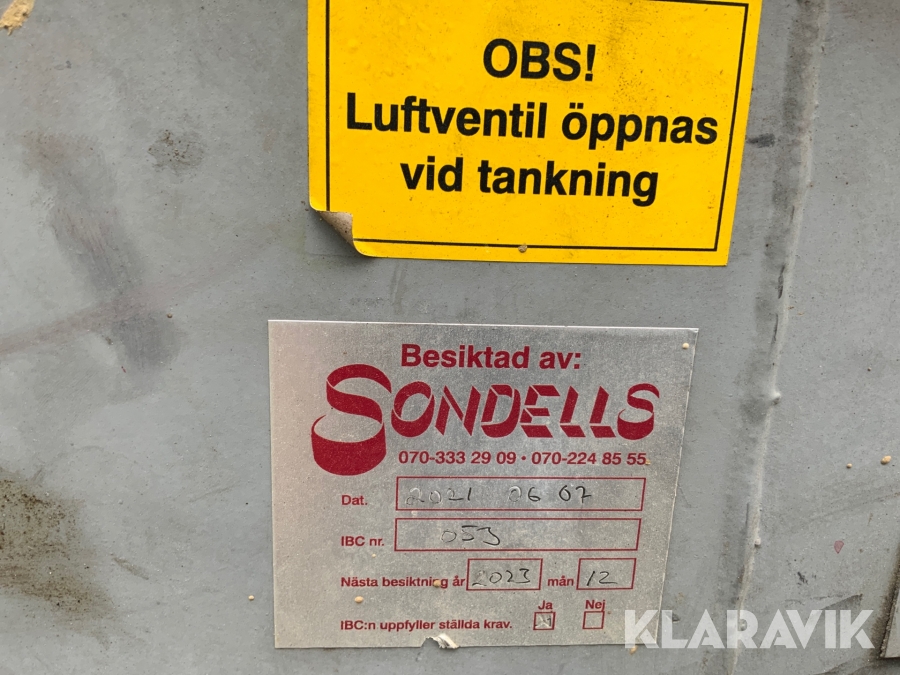 OBS!
Luftventil öppnas
vid tankning
Besiktad av:
SONDELLS
070-333 29 09 • 070-224 85 55
Dat. 2021 06 07
IBC nr. 053
Nästa besiktning år 2023 mån 12
Ja Nej
IBC:n uppfyller ställda krav.
KLARAVIK